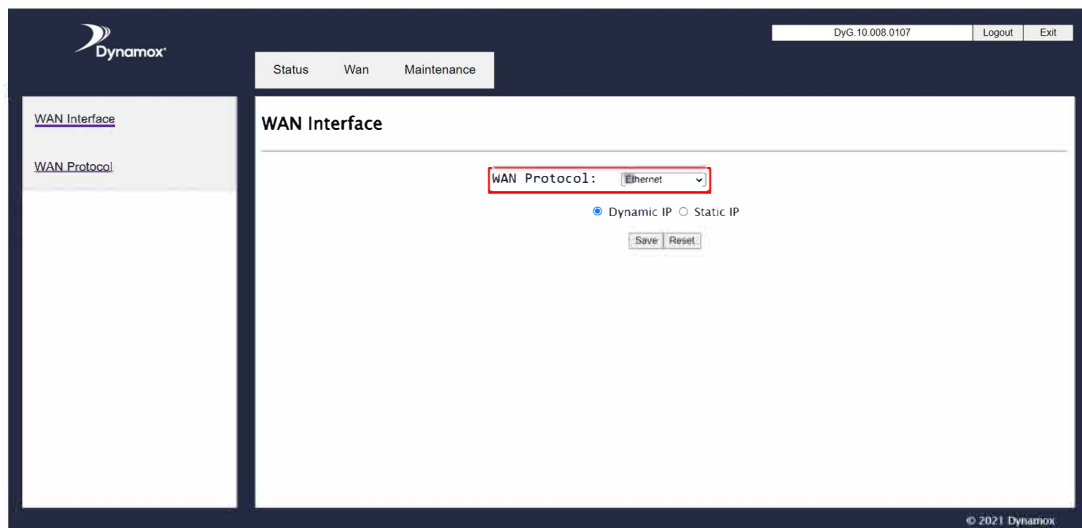 Dynamox
DyG.10.008.0107
Logout
Exit
Status
Wan
Maintenance
WAN Interface
WAN Protocol
WAN Interface
WAN Protocol: Ethernet
Dynamic IP Static IP
Save Reset
© 2021 Dynamox